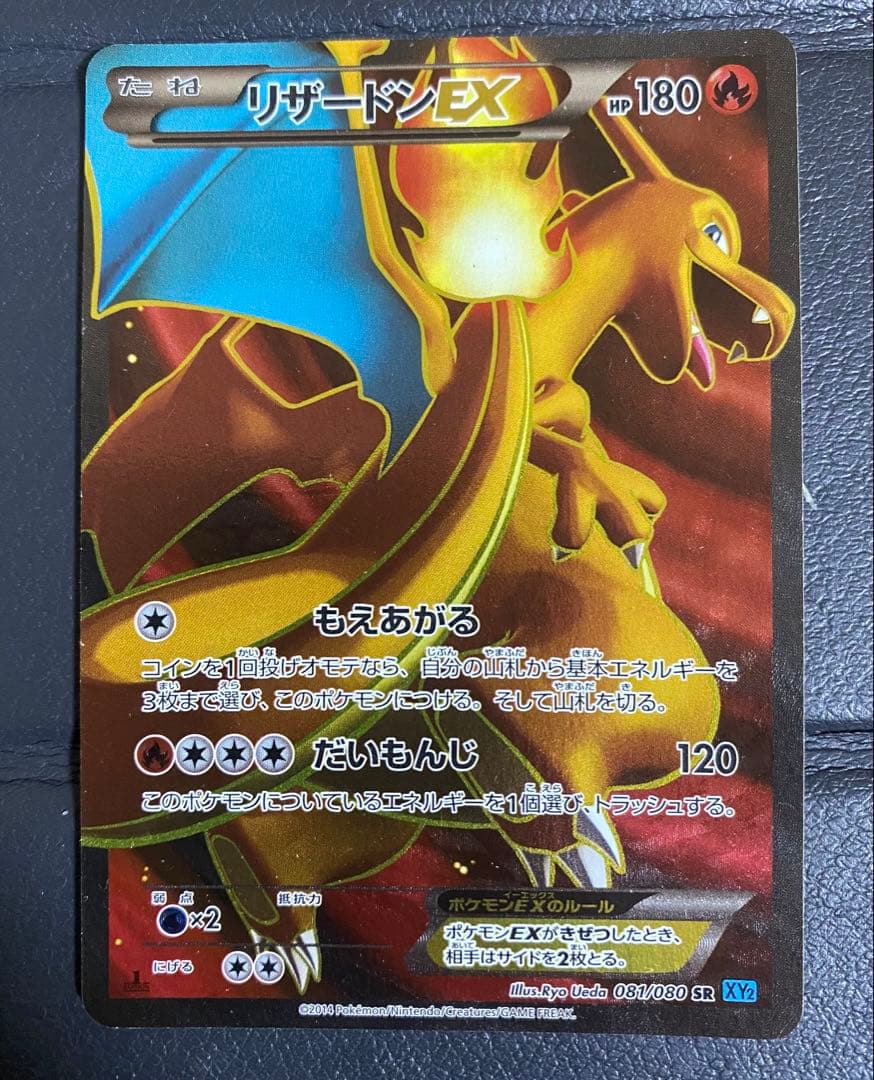 たね リザードンEX HP180
もえあがる
コインを1回投げオモテなら、自分の山札から基本エネルギーを
3枚まで選び、このポケモンにつける。そして山札を切る。
だいもんじ 120
このポケモンについているエネルギーを1個選び、トラッシュする。
弱点 抵抗力
×2
にげる
ポケモンEXのルール
ポケモンEXがきぜつしたとき、
相手はサイドを2枚とる。
Illus.Ryo Ueda 081/080 SR XY2
©2014 Pokémon/Nintendo/Creatures/GAME FREAK.